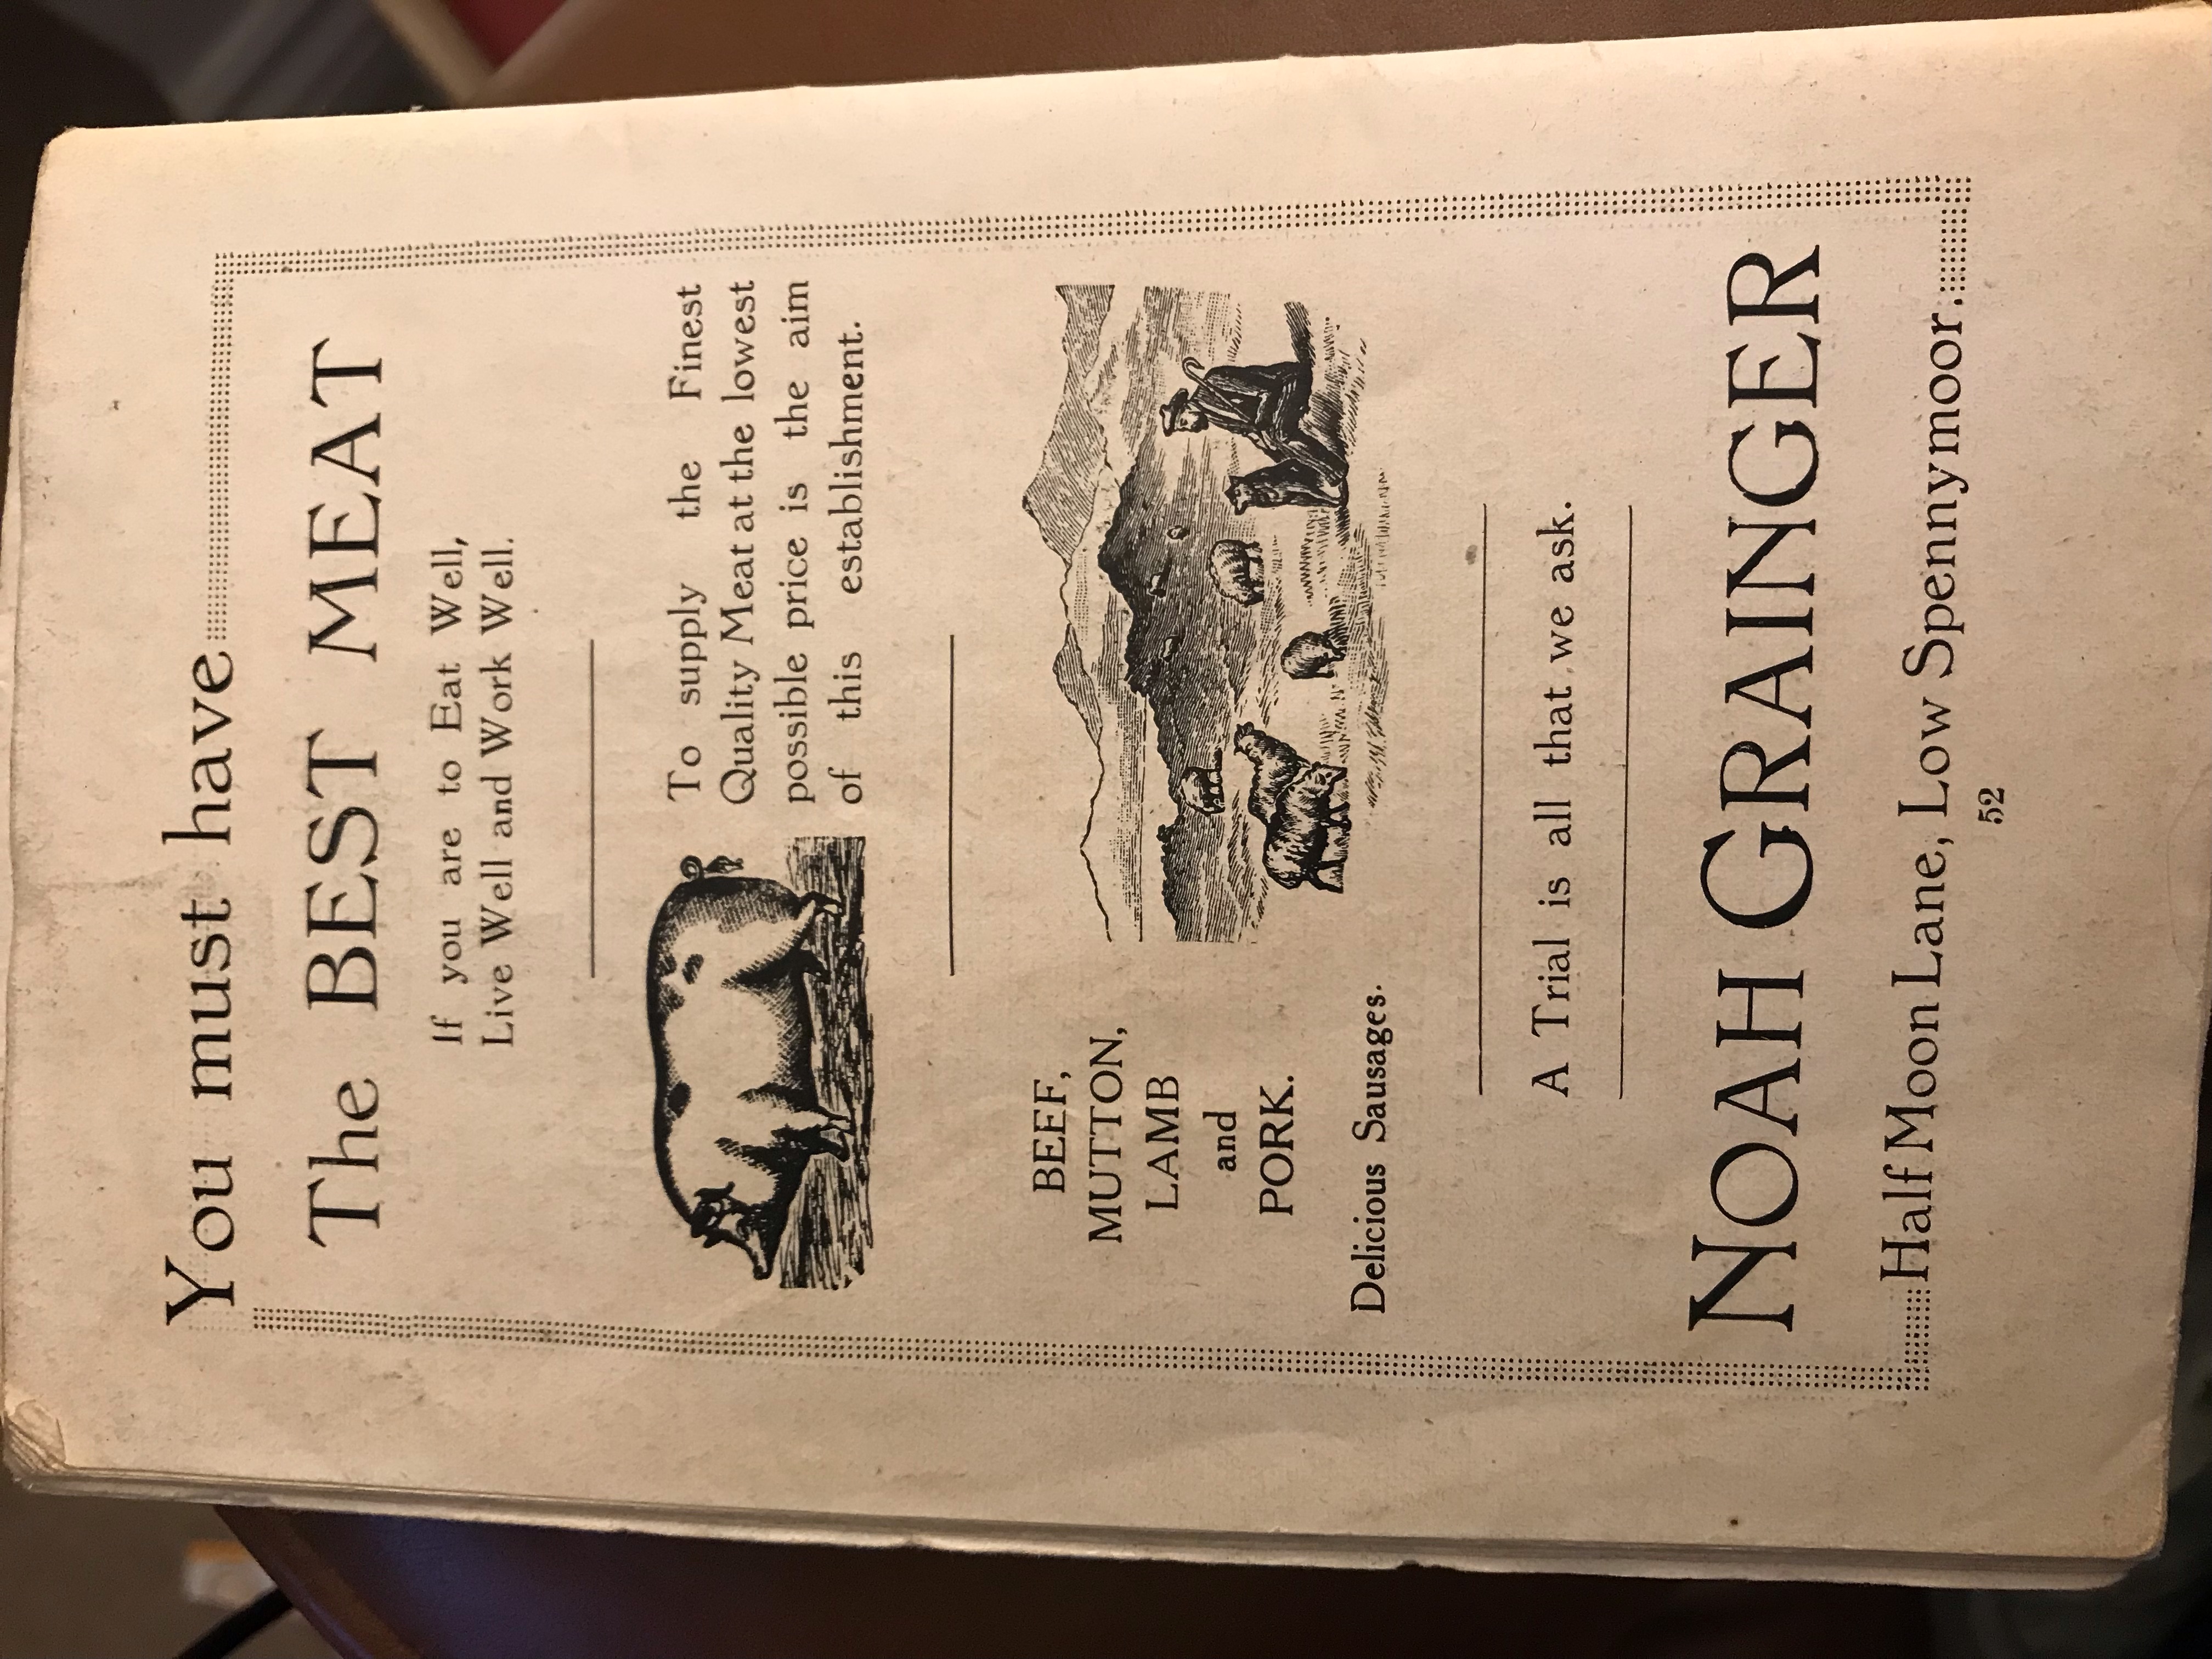 You must have
The BEST MEAT
If you are to Eat Well,
Live Well and Work Well.
To supply the Finest
Quality Meat at the lowest
possible price is the aim
of this establishment.
BEEF,
MUTTON,
LAMB
and
PORK.
Delicious Sausages.
A Trial is all that we ask.
NOAH GRAINGER
Half Moon Lane, Low Spennymoor.
52